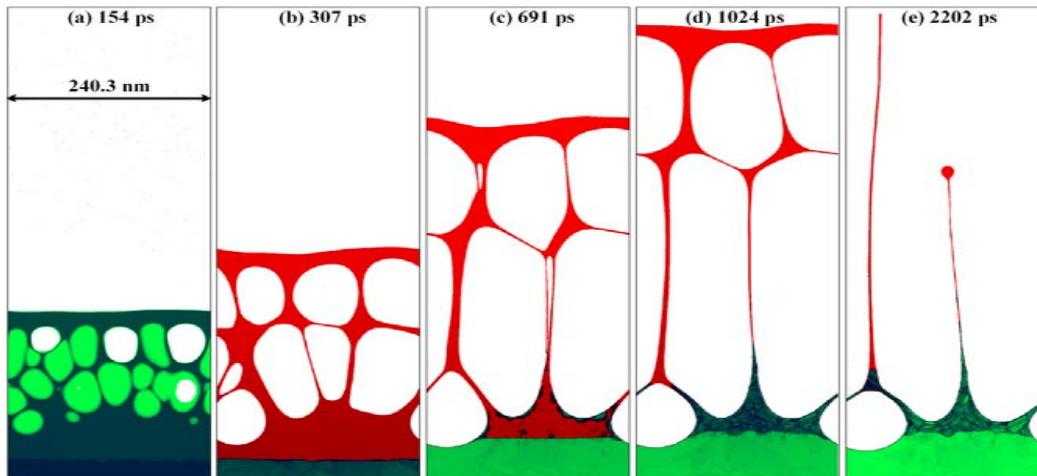 (a) 154 ps
(b) 307 ps
(c) 691 ps
(d) 1024 ps
(e) 2202 ps
240.3 nm